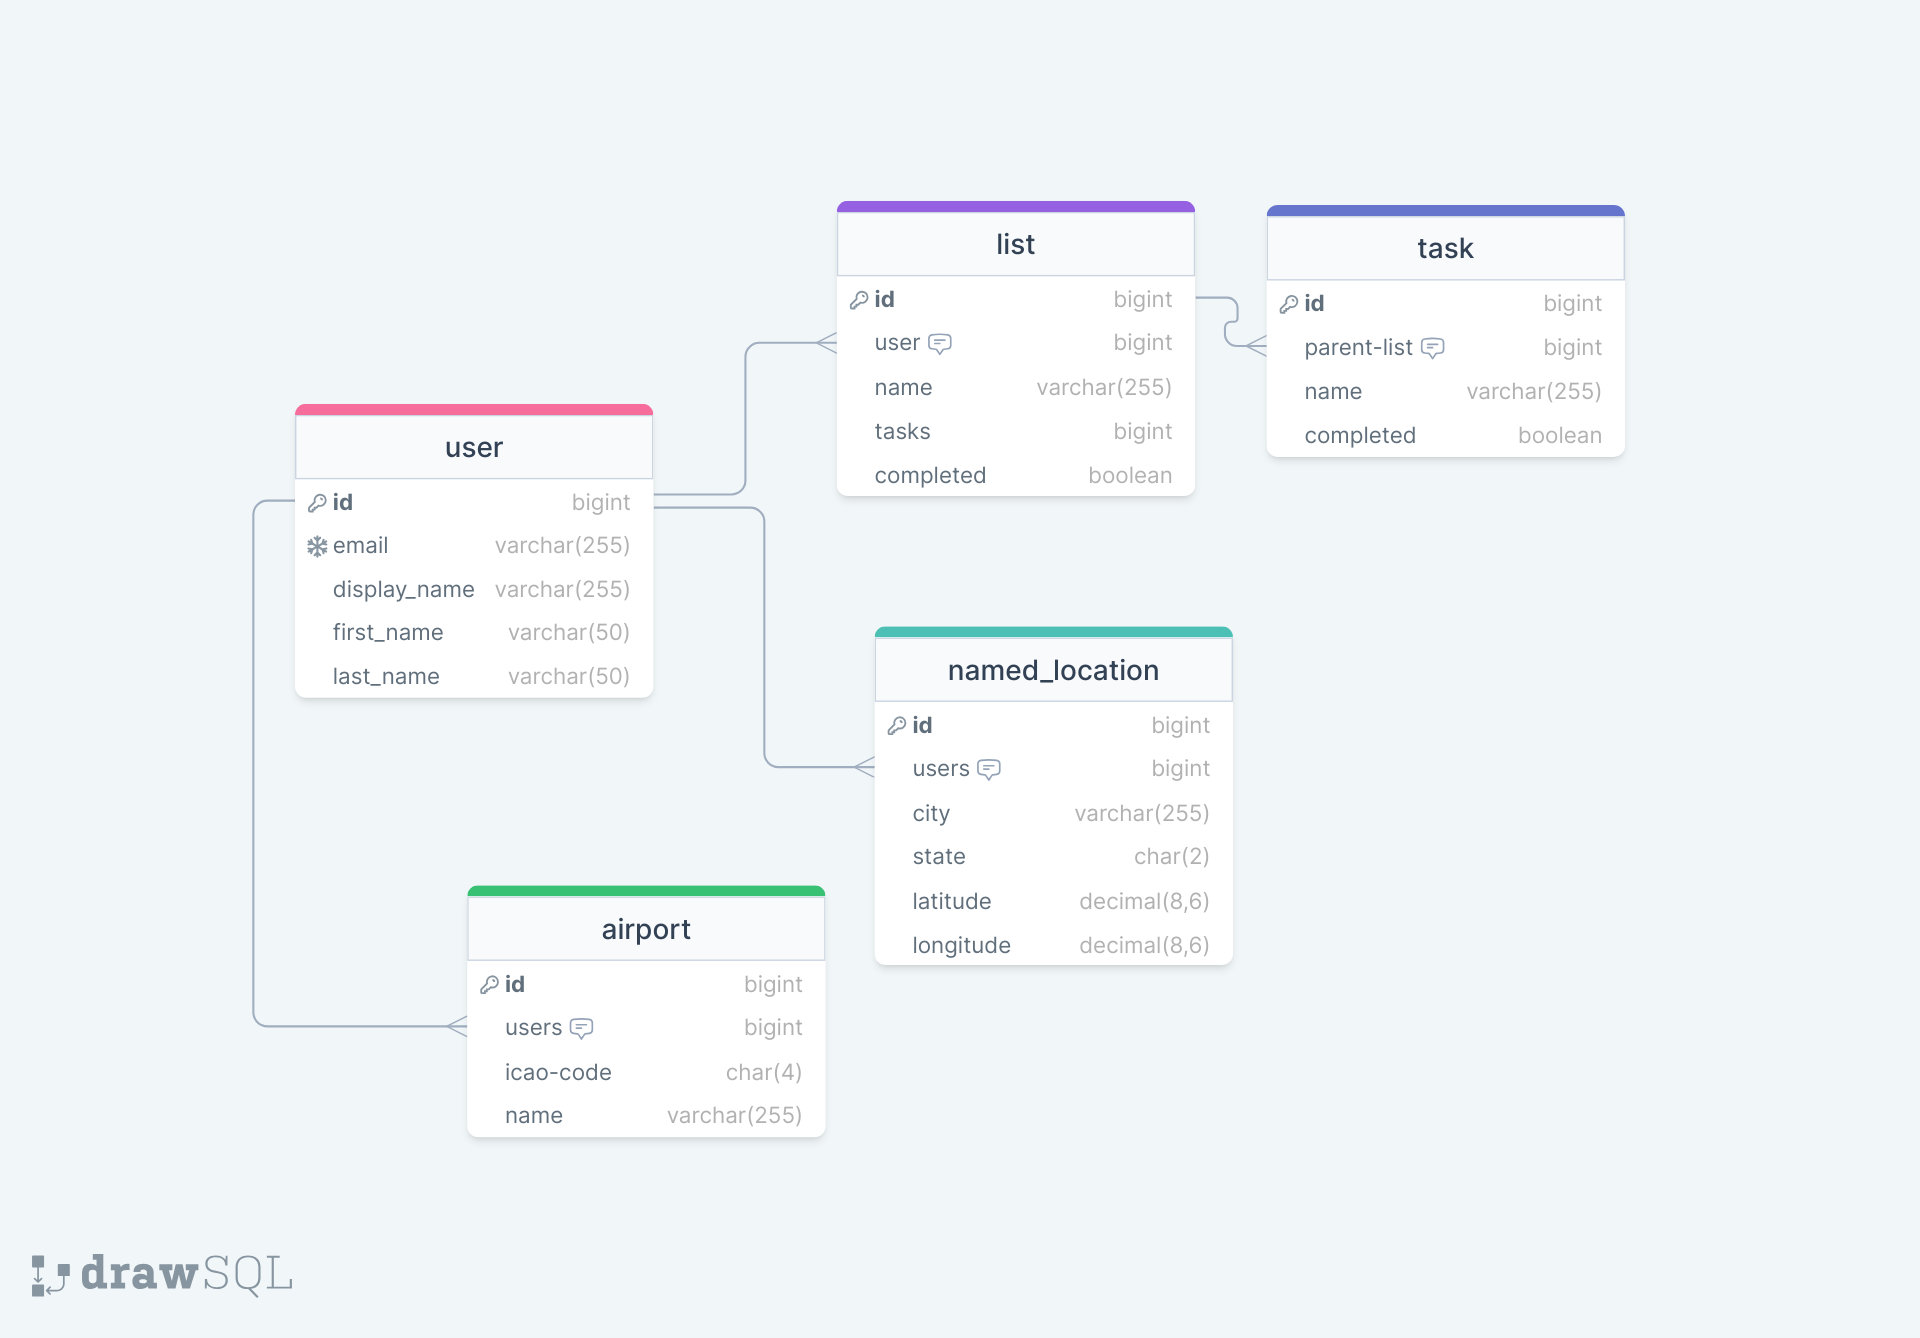 list
id bigint
user bigint
name varchar(255)
tasks bigint
completed boolean
task
id bigint
parent-list bigint
name varchar(255)
completed boolean
user
id bigint
email varchar(255)
display_name varchar(255)
first_name varchar(50)
last_name varchar(50)
named_location
id bigint
users bigint
city varchar(255)
state char(2)
latitude decimal(8,6)
longitude decimal(8,6)
airport
id bigint
users bigint
icao-code char(4)
name varchar(255)
drawSQL